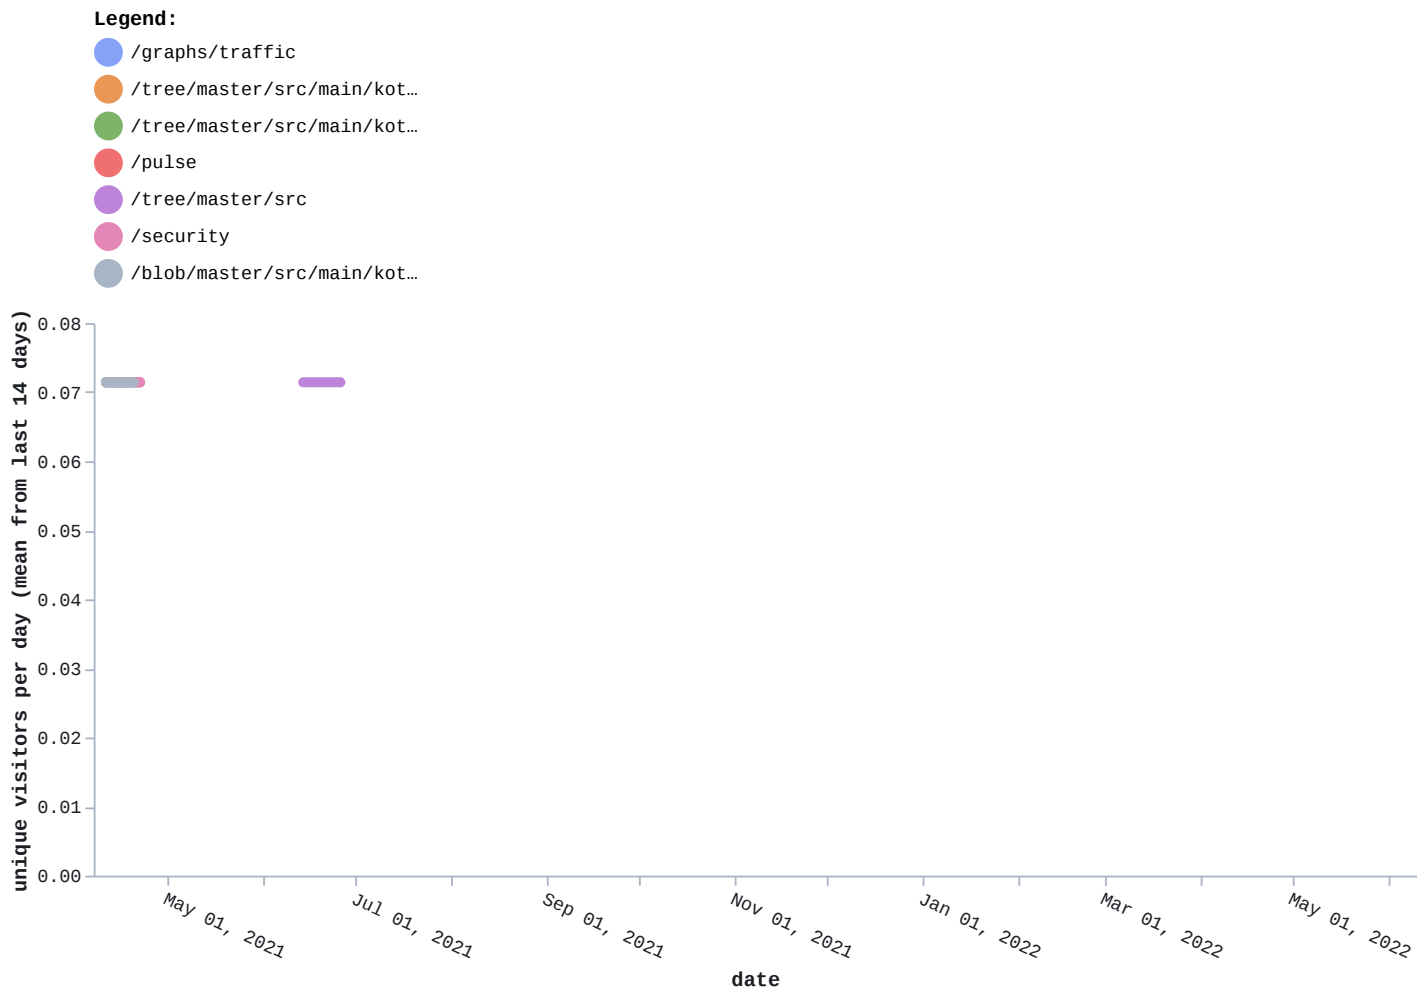 Legend:
/graphs/traffic
/tree/master/src/main/kot…
/tree/master/src/main/kot…
/pulse
/tree/master/src
/security
/blob/master/src/main/kot…
unique visitors per day (mean from last 14 days)
0.08
0.07
0.06
0.05
0.04
0.03
0.02
0.01
0.00
May 01, 2021
Jul 01, 2021
Sep 01, 2021
Nov 01, 2021
Jan 01, 2022
Mar 01, 2022
May 01, 2022
date